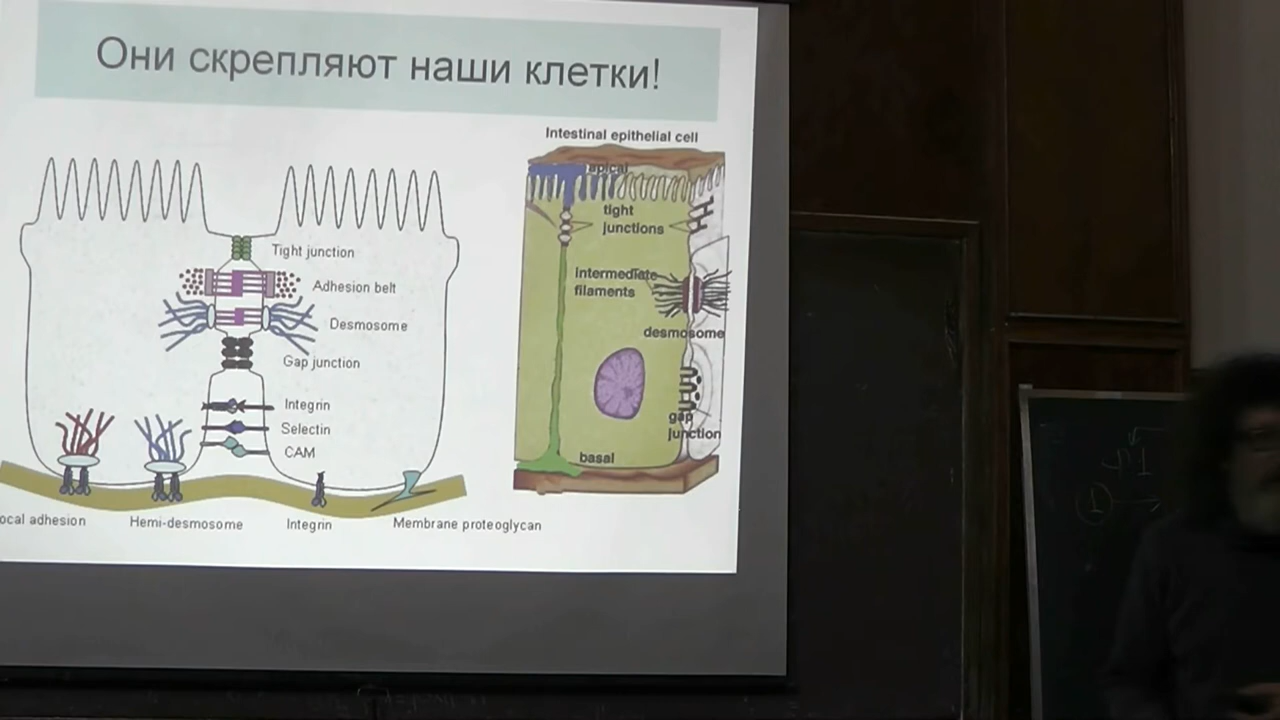 Они скрепляют наши клетки!
Tight junction
Adhesion belt
Desmosome
Gap junction
Integrin
Selectin
CAM
ocal adhesion
Hemi-desmosome
Integrin
Membrane proteoglycan
Intestinal epithelial cell
apical
tight
junctions
Intermediate
filaments
desmosome
gap
junction
basal